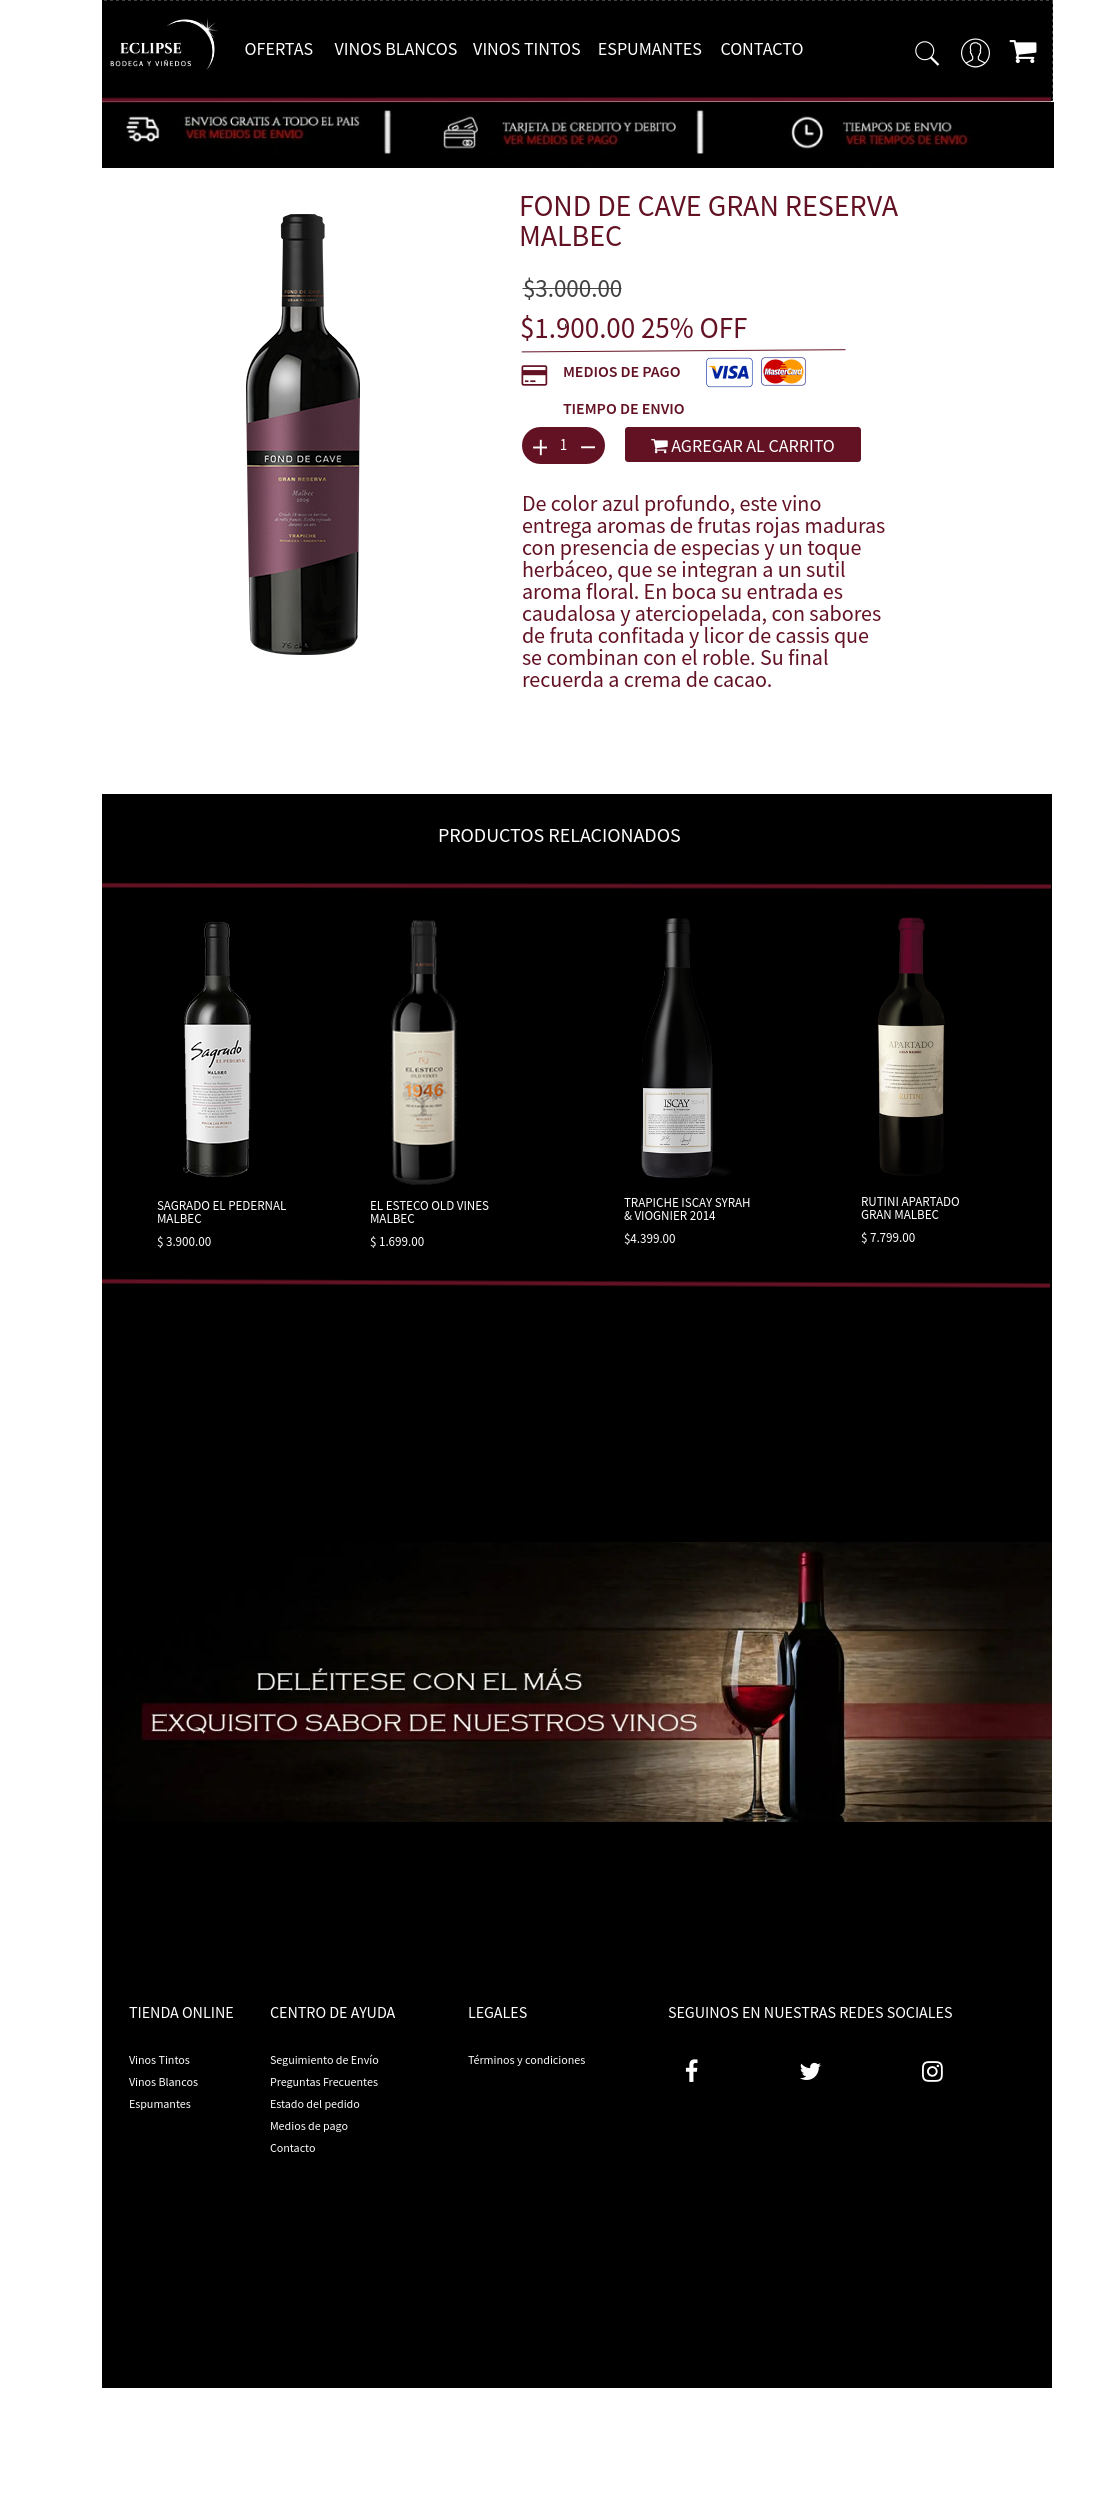 ECLIPSE
BODEGA Y VIÑEDOS
OFERTAS VINOS BLANCOS VINOS TINTOS ESPUMANTES CONTACTO
ENVIOS GRATIS A TODO EL PAIS
VER MEDIOS DE ENVIO
TARJETA DE CREDITO Y DEBITO
VER MEDIOS DE PAGO
TIEMPOS DE ENVIO
VER TIEMPOS DE ENVIO
FOND DE CAVE GRAN RESERVA
MALBEC
$3.000.00
$1.900.00 25% OFF
MEDIOS DE PAGO VISA MasterCard
TIEMPO DE ENVIO
1
AGREGAR AL CARRITO
De color azul profundo, este vino
entrega aromas de frutas rojas maduras
con presencia de especias y un toque
herbáceo, que se integran a un sutil
aroma floral. En boca su entrada es
caudalosa y aterciopelada, con sabores
de fruta confitada y licor de cassis que
se combinan con el roble. Su final
recuerda a crema de cacao.
FOND DE CAVE
GRAN RESERVA
Malbec
TRAPICHE
PRODUCTOS RELACIONADOS
Sagrado
EL PEDERNAL
MALBEC
EL ESTECO
OLD VINES
1946
ISCAY
APARTADO
GRAN MALBEC
RUTINI
SAGRADO EL PEDERNAL
MALBEC
$ 3.900.00
EL ESTECO OLD VINES
MALBEC
$ 1.699.00
TRAPICHE ISCAY SYRAH
& VIOGNIER 2014
$4.399.00
RUTINI APARTADO
GRAN MALBEC
$ 7.799.00
DELÉITESE CON EL MÁS
EXQUISITO SABOR DE NUESTROS VINOS
TIENDA ONLINE
Vinos Tintos
Vinos Blancos
Espumantes
CENTRO DE AYUDA
Seguimiento de Envío
Preguntas Frecuentes
Estado del pedido
Medios de pago
Contacto
LEGALES
Términos y condiciones
SEGUINOS EN NUESTRAS REDES SOCIALES